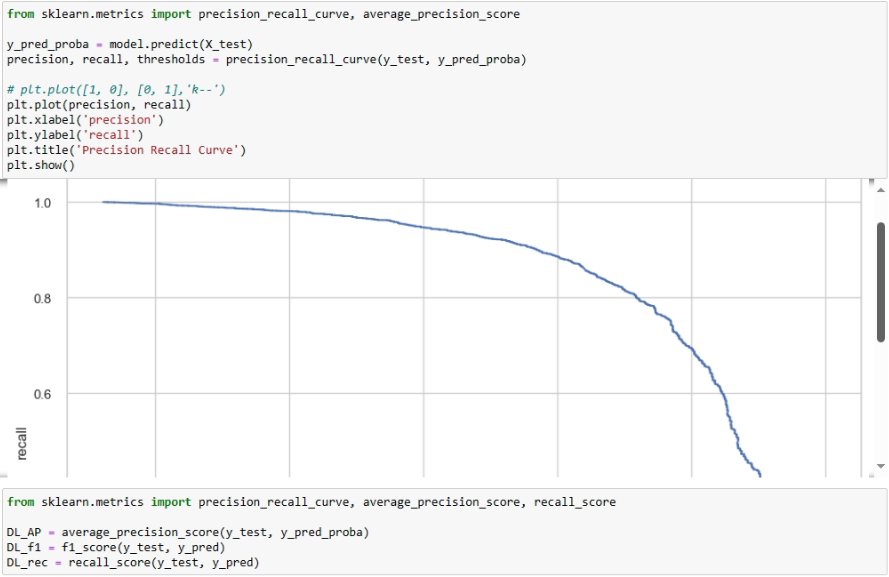 from sklearn.metrics import precision_recall_curve, average_precision_score
y_pred_proba = model.predict(X_test)
precision, recall, thresholds = precision_recall_curve(y_test, y_pred_proba)
# plt.plot([1, 0], [0, 1],'k--')
plt.plot(precision, recall)
plt.xlabel('precision')
plt.ylabel('recall')
plt.title('Precision Recall Curve')
plt.show()
1.0
0.8
0.6
recall
from sklearn.metrics import precision_recall_curve, average_precision_score, recall_score
DL_AP = average_precision_score(y_test, y_pred_proba)
DL_f1 = f1_score(y_test, y_pred)
DL_rec = recall_score(y_test, y_pred)